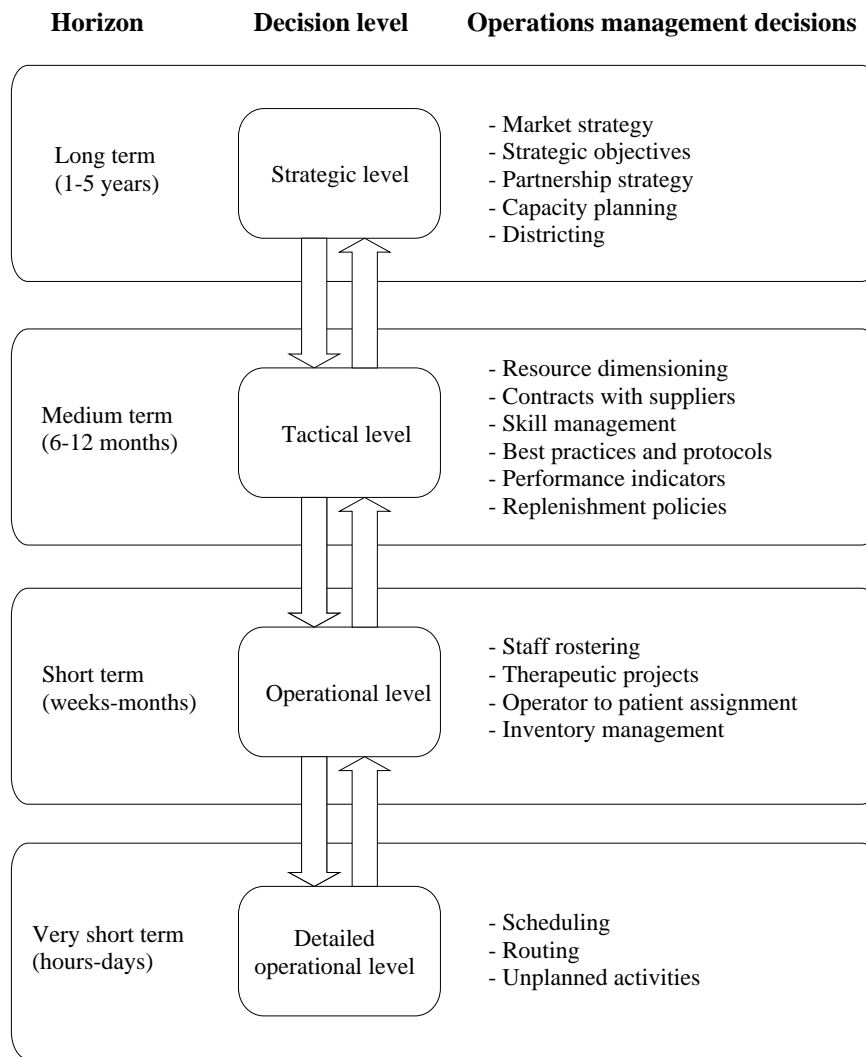 Horizon Decision level Operations management decisions
Long term
(1-5 years)
Strategic level
- Market strategy
- Strategic objectives
- Partnership strategy
- Capacity planning
- Districting
Medium term
(6-12 months)
Tactical level
- Resource dimensioning
- Contracts with suppliers
- Skill management
- Best practices and protocols
- Performance indicators
- Replenishment policies
Short term
(weeks-months)
Operational level
- Staff rostering
- Therapeutic projects
- Operator to patient assignment
- Inventory management
Very short term
(hours-days)
Detailed
operational level
- Scheduling
- Routing
- Unplanned activities